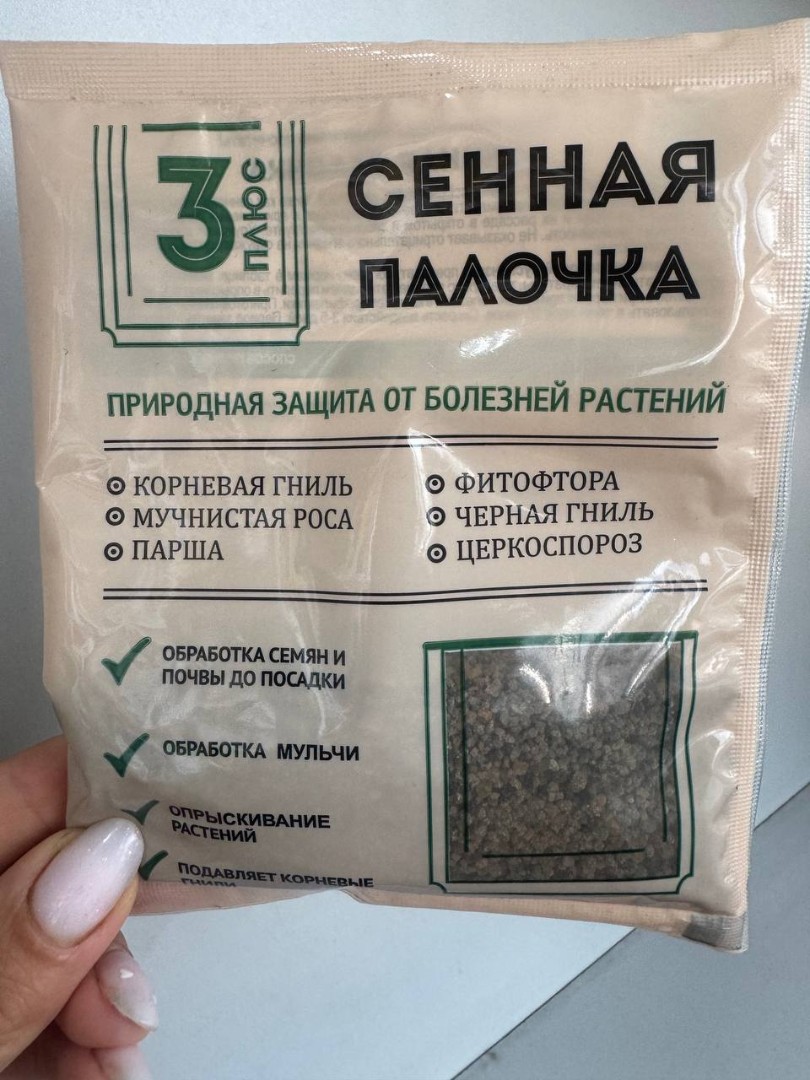 3
ПЛЮС
СЕННАЯ
ПАЛОЧКА
ПРИРОДНАЯ ЗАЩИТА ОТ БОЛЕЗНЕЙ РАСТЕНИЙ
КОРНЕВАЯ ГНИЛЬ
МУЧНИСТАЯ РОСА
ПАРША
ФИТОФТОРА
ЧЕРНАЯ ГНИЛЬ
ЦЕРКОСПОРОЗ
ОБРАБОТКА СЕМЯН И
ПОЧВЫ ДО ПОСАДКИ
ОБРАБОТКА МУЛЬЧИ
ОПРЫСКИВАНИЕ
РАСТЕНИЙ
ПОДАВЛЯЕТ КОРНЕВЫЕ
ГНИЛИ